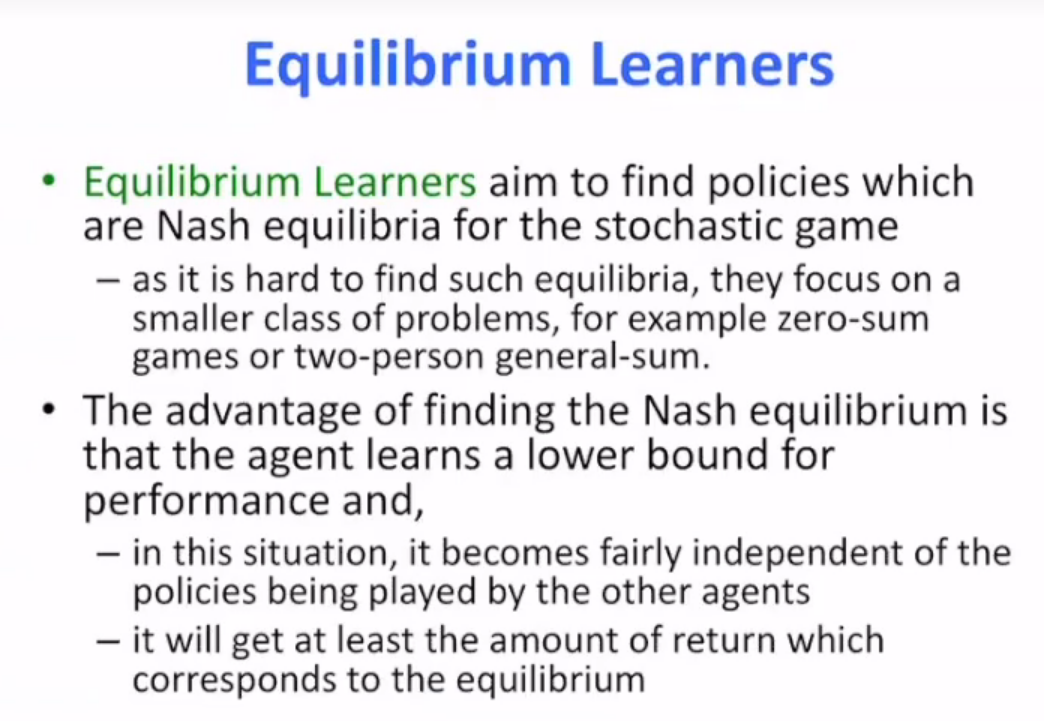 Equilibrium Learners
• Equilibrium Learners aim to find policies which
are Nash equilibria for the stochastic game
– as it is hard to find such equilibria, they focus on a
smaller class of problems, for example zero-sum
games or two-person general-sum.
• The advantage of finding the Nash equilibrium is
that the agent learns a lower bound for
performance and,
– in this situation, it becomes fairly independent of the
policies being played by the other agents
– it will get at least the amount of return which
corresponds to the equilibrium